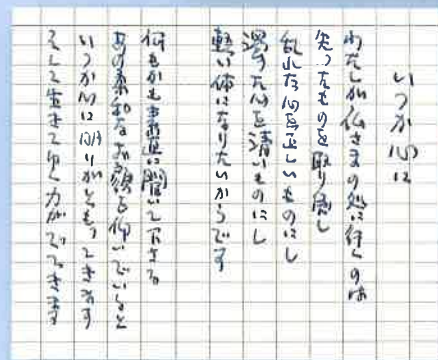 いつか心に
わたしが仏さまの処に行くのは
失ったものを取り戻し
乱れた心を正しいものにし
濁った心を清いものにし
軽い体になりたいからです
何もかも素直に聞いて下さる
あの柔和なお顔を仰いでいると
いつか心に明りがともってきます
そして生きてゆく力がでてきます